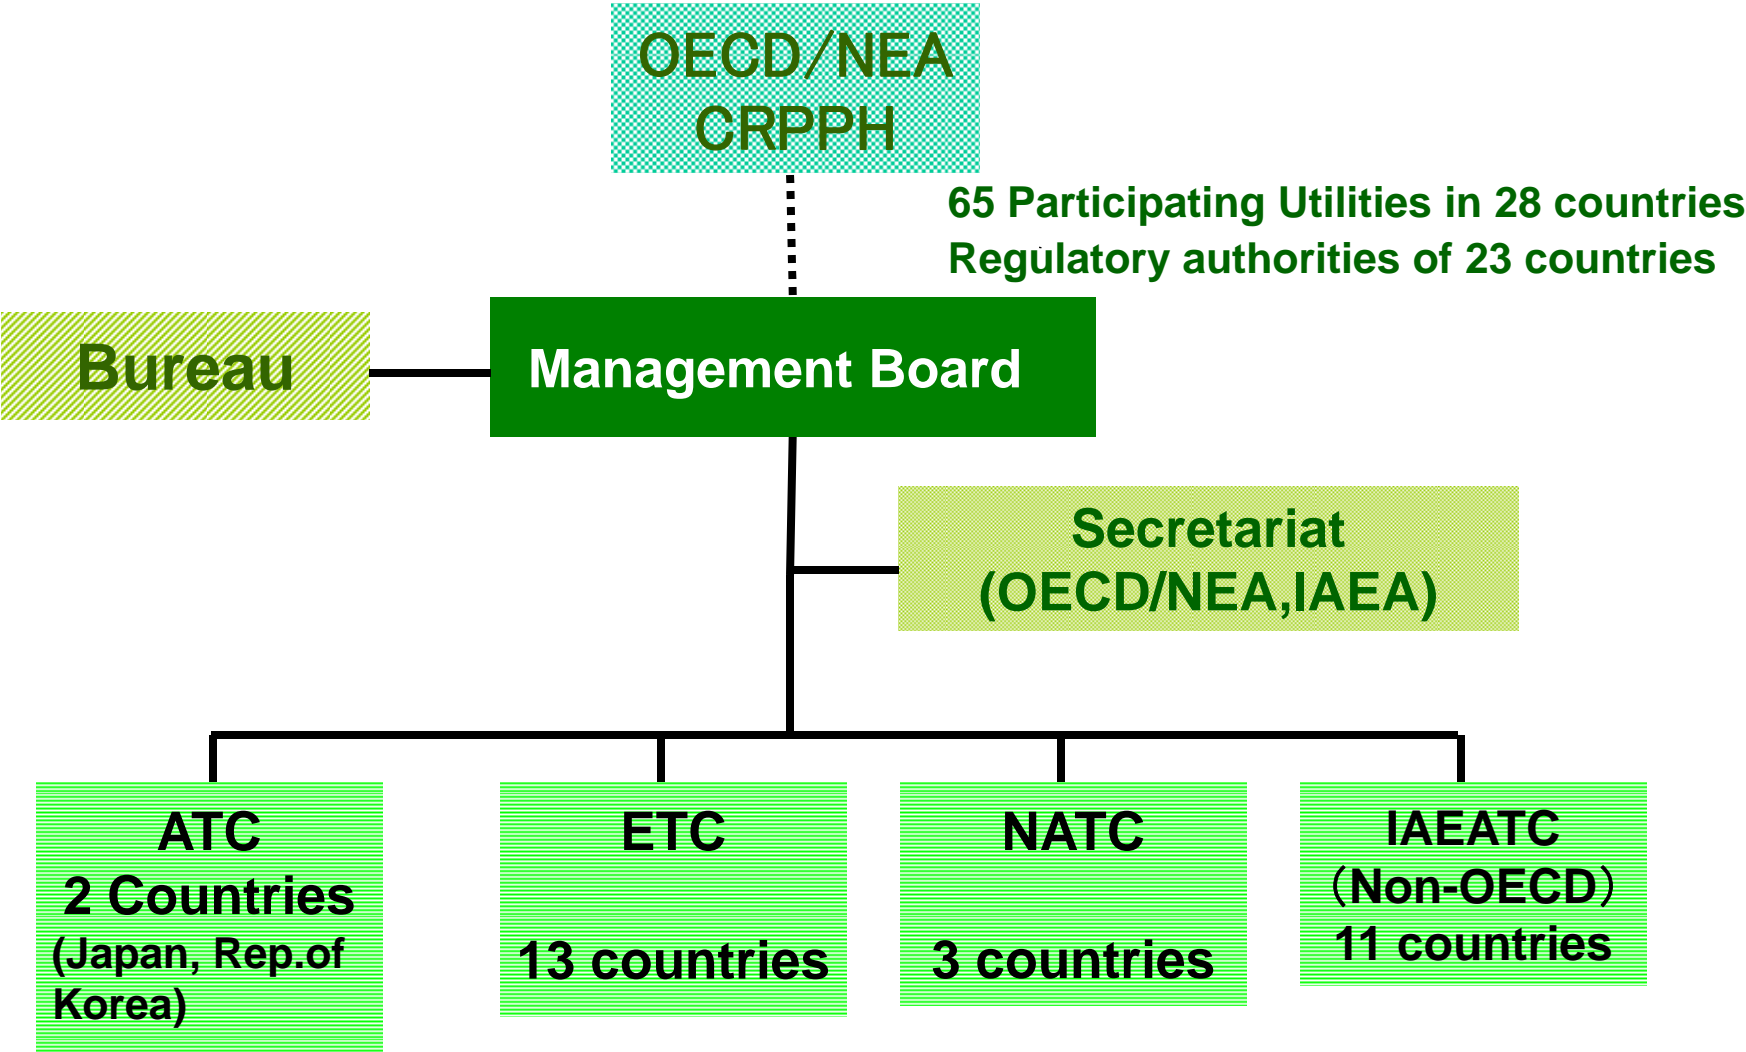 OECD/NEA
CRPPH
65 Participating Utilities in 28 countries
Regulatory authorities of 23 countries
Bureau
Management Board
Secretariat
(OECD/NEA,IAEA)
ATC
2 Countries
(Japan, Rep.of
Korea)
ETC
13 countries
NATC
3 countries
IAEATC
（Non-OECD）
11 countries